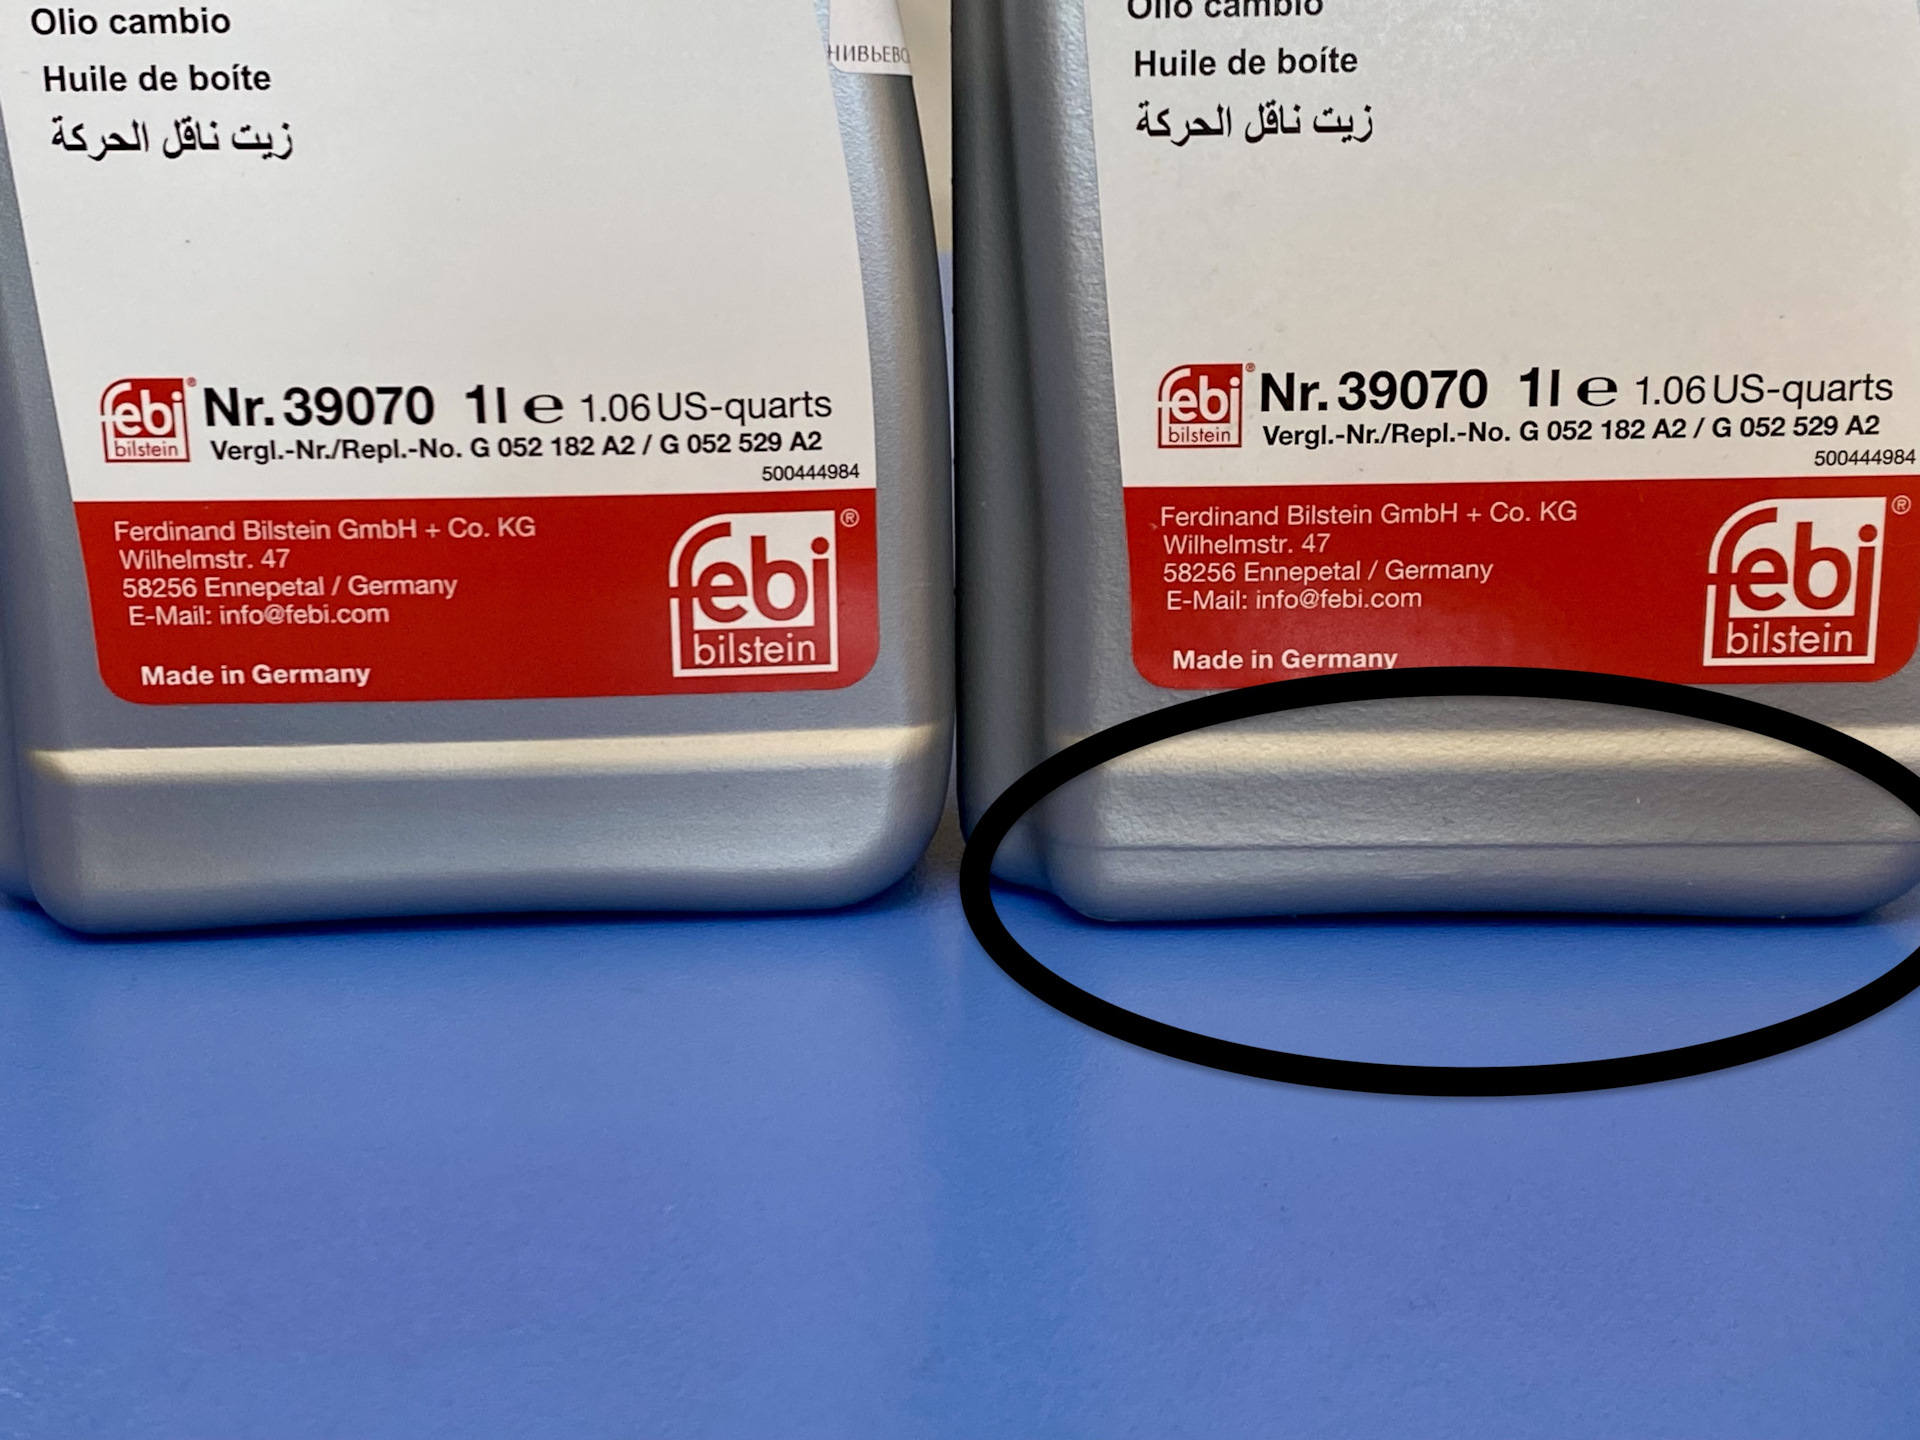 Olio cambio
Huile de boíte
زيت ناقل الحركة
febi ® bilstein
Nr. 39070 1l e 1.06 US-quarts
Vergl.-Nr./Repl.-No. G 052 182 A2 / G 052 529 A2
500444984
Ferdinand Bilstein GmbH + Co. KG
Wilhelmstr. 47
58256 Ennepetal / Germany
E-Mail: info@febi.com
Made in Germany
febi ®
bilstein
Olio cambio
Huile de boíte
زيت ناقل الحركة
febi ® bilstein
Nr. 39070 1l e 1.06 US-quarts
Vergl.-Nr./Repl.-No. G 052 182 A2 / G 052 529 A2
500444984
Ferdinand Bilstein GmbH + Co. KG
Wilhelmstr. 47
58256 Ennepetal / Germany
E-Mail: info@febi.com
Made in Germany
febi ®
bilstein